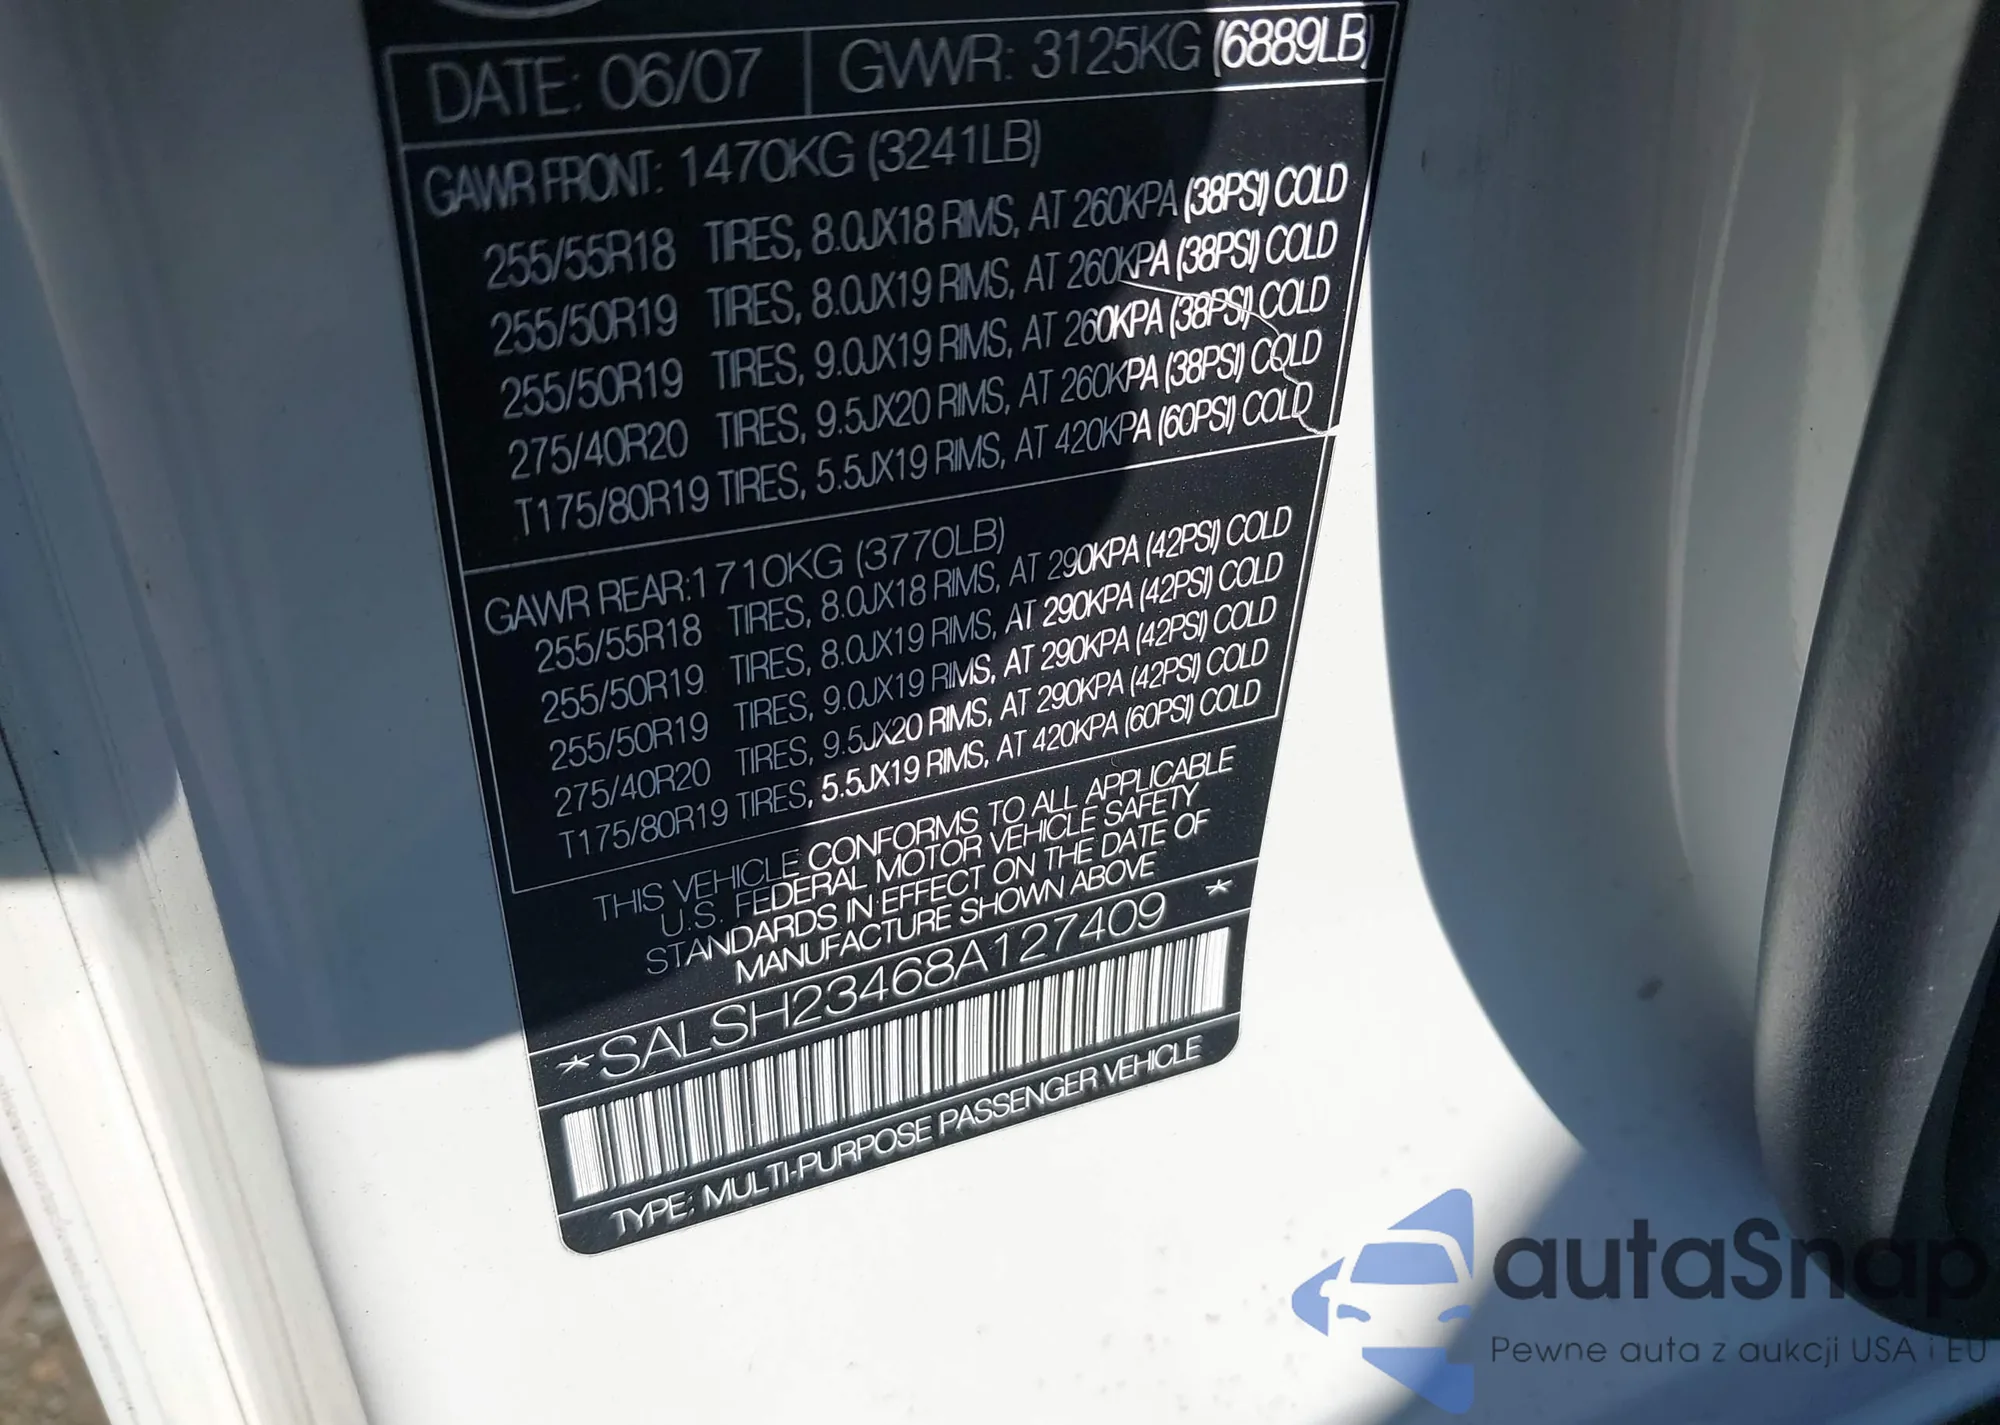 DATE: 06/07 GVWR: 3125KG (6889LB)
GAWR FRONT: 1470KG (3241LB)
255/55R18 TIRES, 8.0JX18 RIMS, AT 260KPA (38PSI) COLD
255/50R19 TIRES, 8.0JX19 RIMS, AT 260KPA (38PSI) COLD
255/50R19 TIRES, 9.0JX19 RIMS, AT 260KPA (38PSI) COLD
275/40R20 TIRES, 9.5JX20 RIMS, AT 260KPA (38PSI) COLD
T175/80R19 TIRES, 5.5JX19 RIMS, AT 420KPA (60PSI) COLD
GAWR REAR:1710KG (3770LB)
255/55R18 TIRES, 8.0JX18 RIMS, AT 290KPA (42PSI) COLD
255/50R19 TIRES, 8.0JX19 RIMS, AT 290KPA (42PSI) COLD
255/50R19 TIRES, 9.0JX19 RIMS, AT 290KPA (42PSI) COLD
275/40R20 TIRES, 9.5JX20 RIMS, AT 290KPA (42PSI) COLD
T175/80R19 TIRES, 5.5JX19 RIMS, AT 420KPA (60PSI) COLD
THIS VEHICLE CONFORMS TO ALL APPLICABLE
U.S. FEDERAL MOTOR VEHICLE SAFETY
STANDARDS IN EFFECT ON THE DATE OF
MANUFACTURE SHOWN ABOVE
*SALSH23468A127409 *
TYPE: MULTI-PURPOSE PASSENGER VEHICLE
autaSnap
Pewne auta z aukcji USA i EU